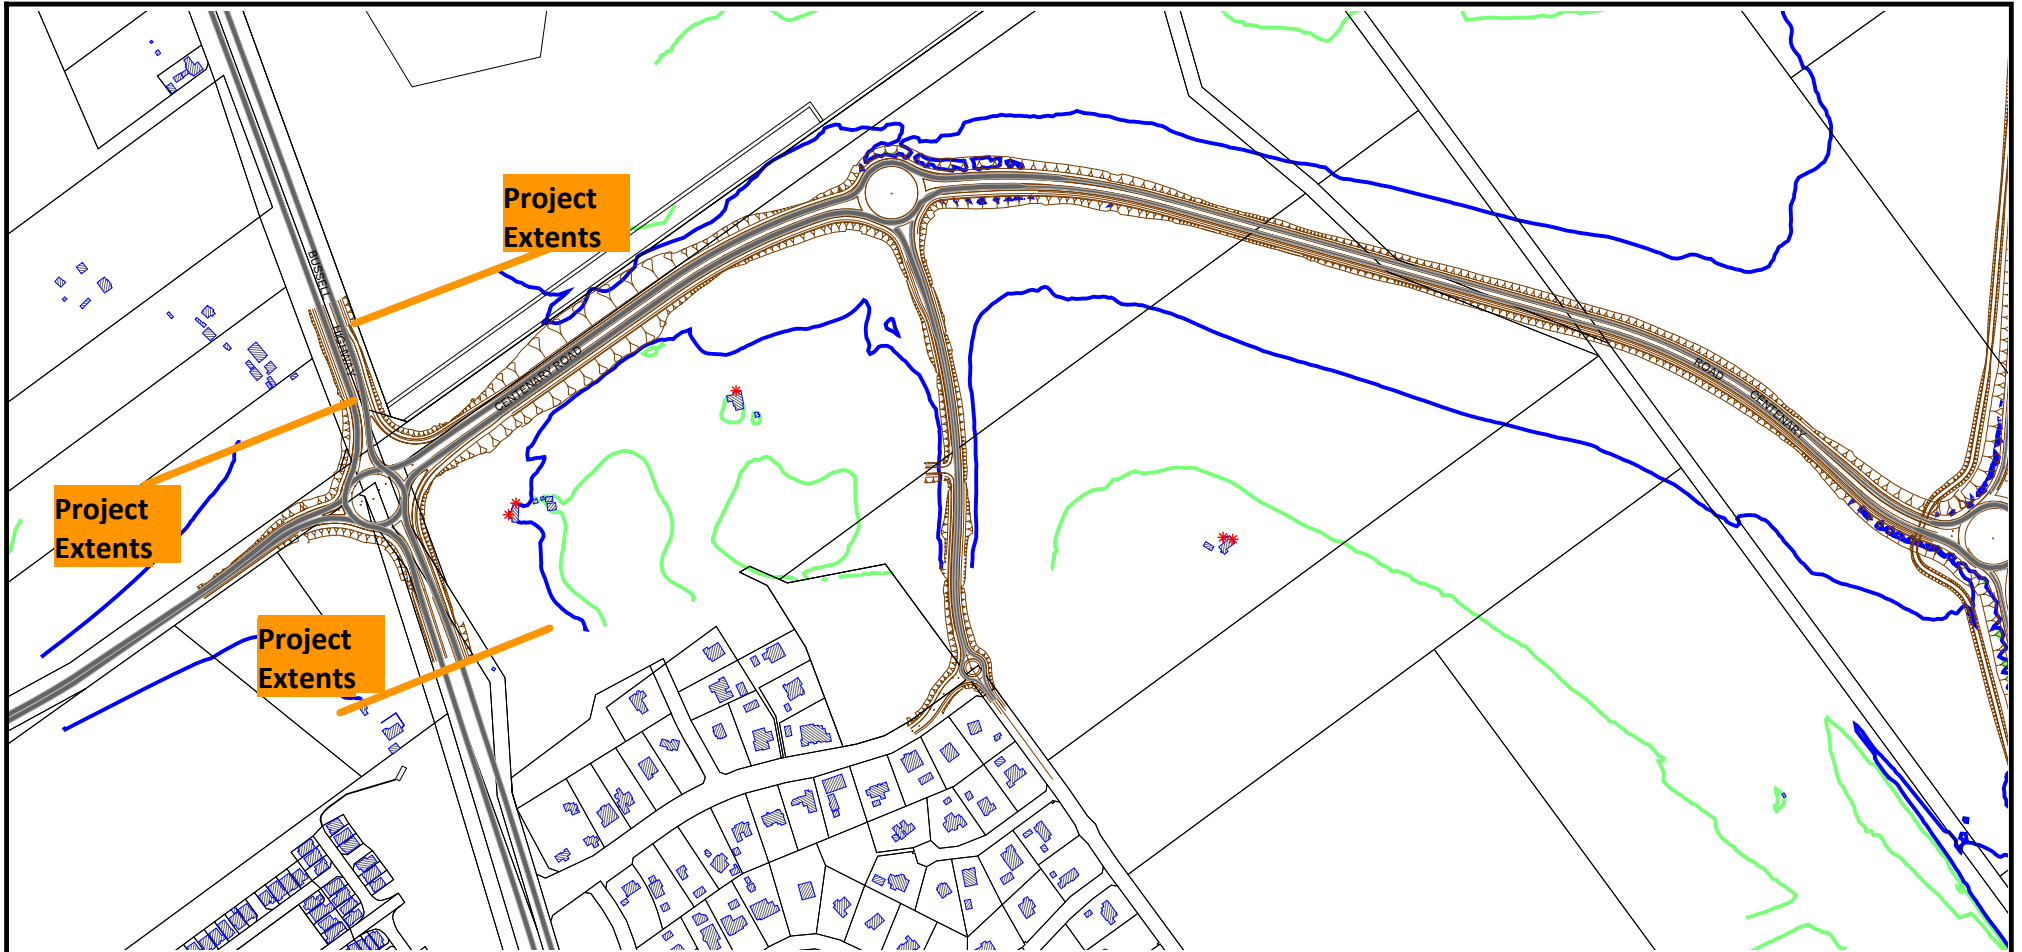 Project
Extents
BUSSELL
HIGHWAY
CENTENARY ROAD
ROAD
CENTENARY
Project
Extents
Project
Extents